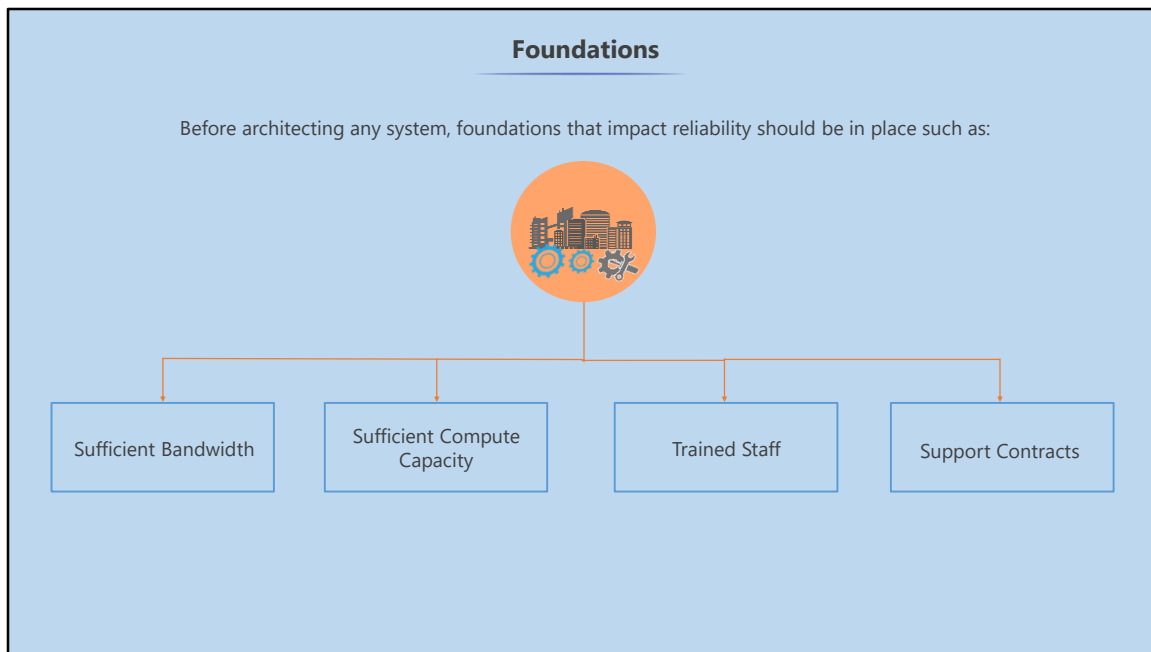 Foundations
Before architecting any system, foundations that impact reliability should be in place such as:
Sufficient Bandwidth
Sufficient Compute
Capacity
Trained Staff
Support Contracts